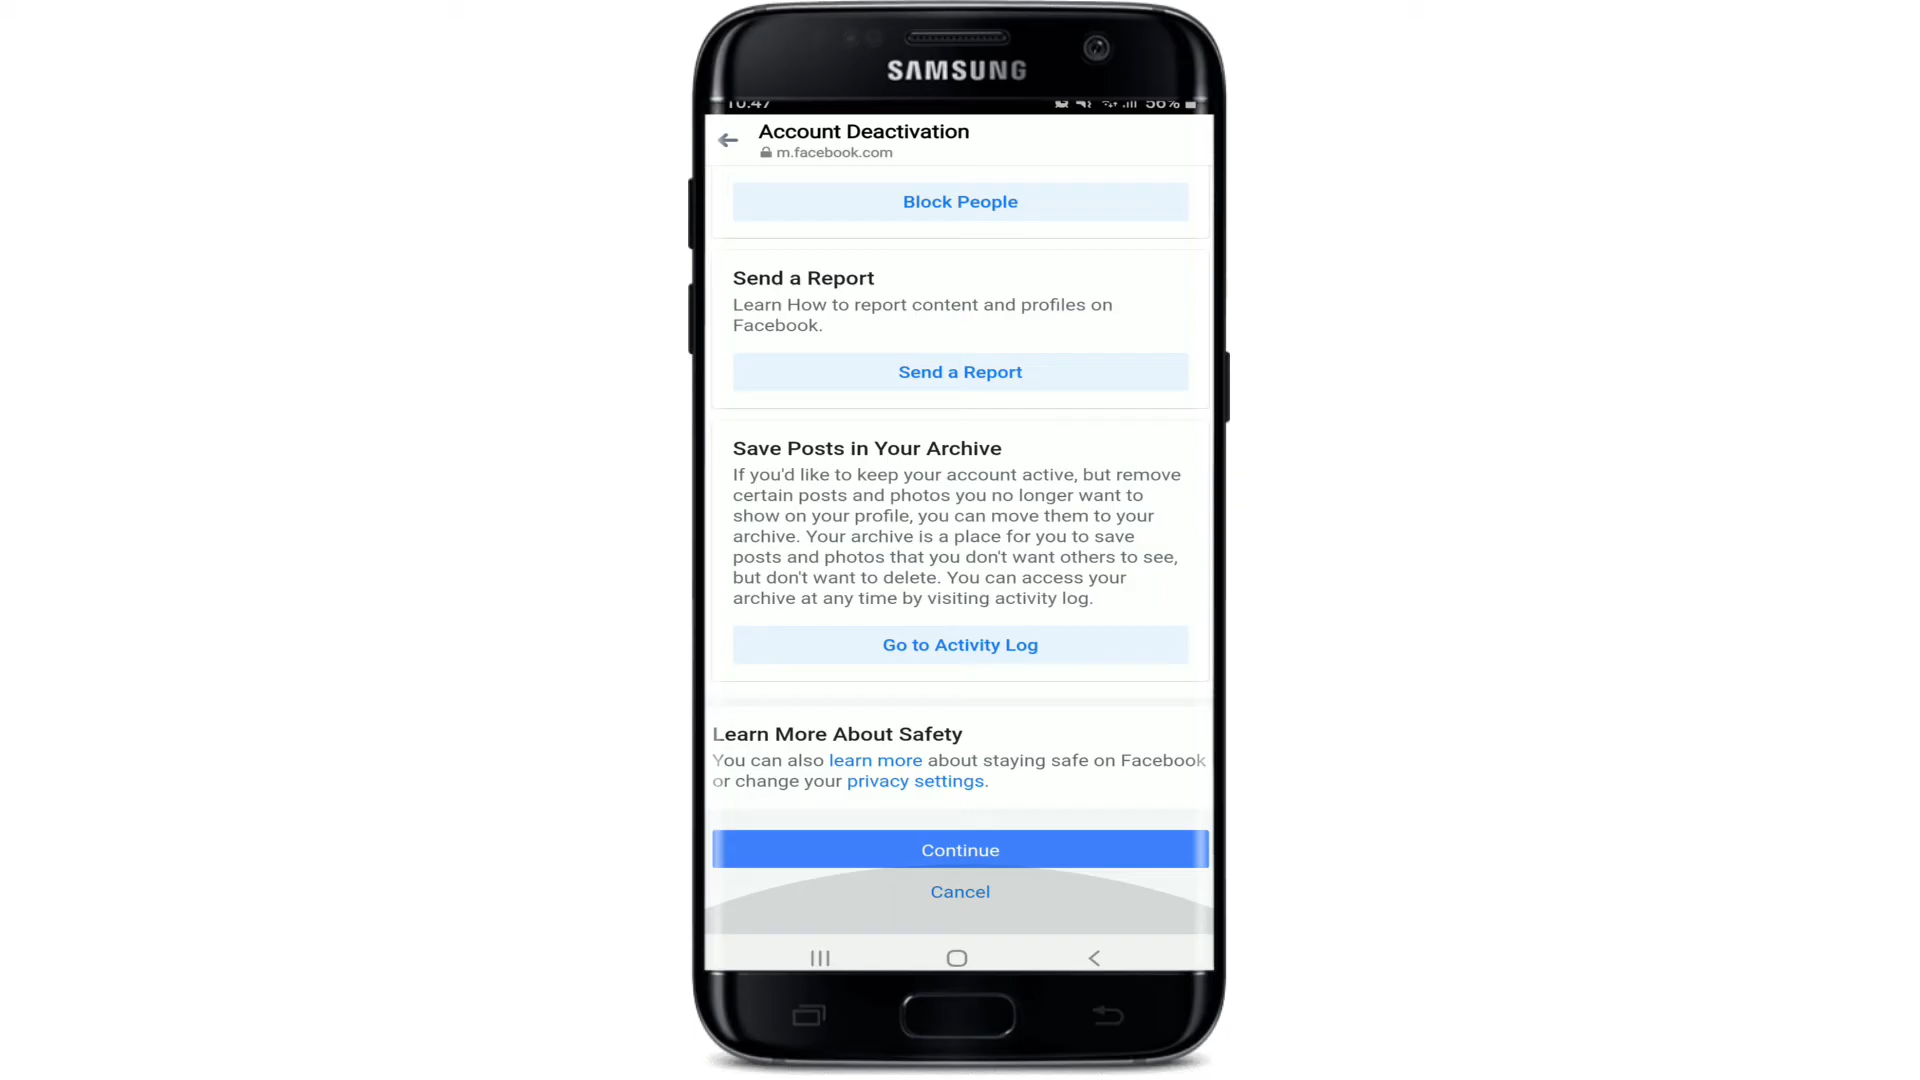 SAMSUNG
10:47 56%
Account Deactivation
m.facebook.com
Block People
Send a Report
Learn How to report content and profiles on
Facebook.
Send a Report
Save Posts in Your Archive
If you'd like to keep your account active, but remove
certain posts and photos you no longer want to
show on your profile, you can move them to your
archive. Your archive is a place for you to save
posts and photos that you don't want others to see,
but don't want to delete. You can access your
archive at any time by visiting activity log.
Go to Activity Log
Learn More About Safety
You can also learn more about staying safe on Facebook
or change your privacy settings.
Continue
Cancel